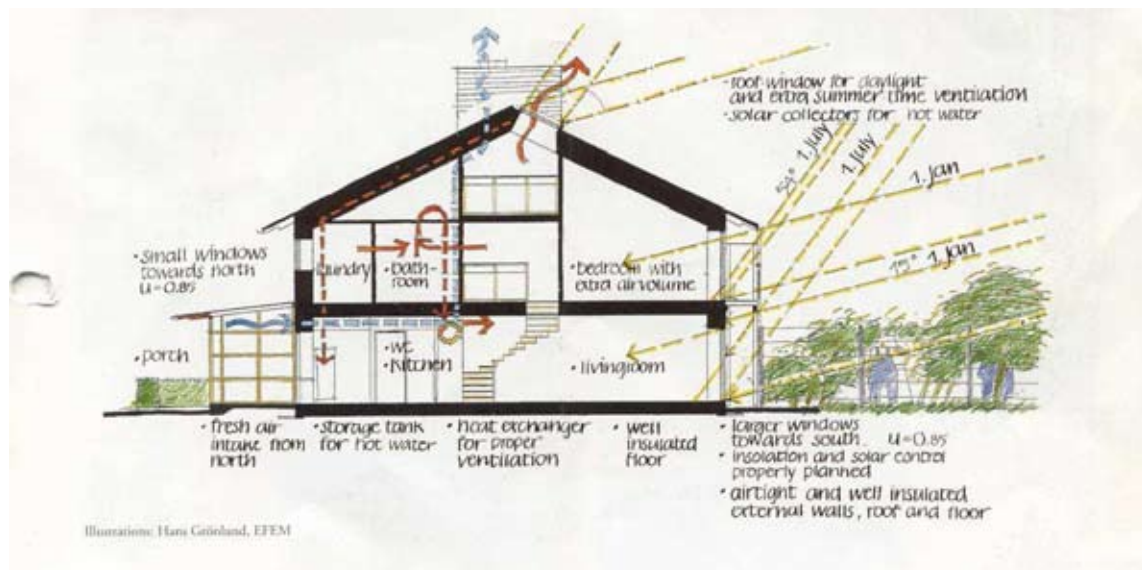 • roof window for daylight
and extra summer time ventilation
• solar collectors for hot water
1. July
1. July
1. Jan
15° 1. Jan
• Small windows
towards north
u=0.85
laundry
• bath-
room
• bedroom with
extra air volume
• porch
• WC
• Kitchen
• livingroom
• fresh air
intake from
north
• storage tank
for hot water
• heat exchanger
for proper
ventilation
• well
insulated
floor
• larger windows
towards south. u=0.85
• insolation and solar control
properly planned
• airtight and well insulated
external walls, roof and floor
Illustrations: Hans Grönlund, EFEM